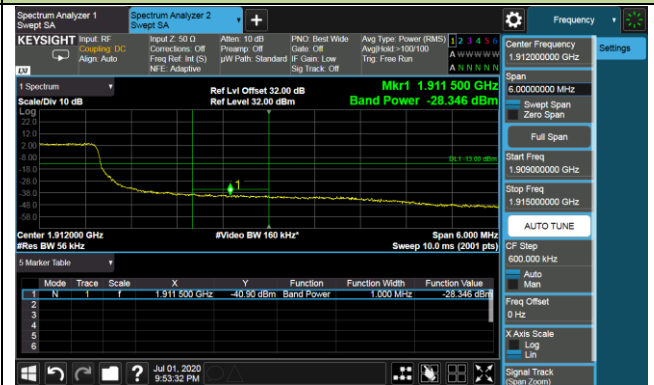 Spectrum Analyzer 1
Swept SA
Spectrum Analyzer 2
Swept SA
Frequency
KEYSIGHT
Input: RF
Coupling: DC
Align: Auto
Input Z: 50 Ω
Corrections: Off
Freq Ref: Int (S)
NFE: Adaptive
Atten: 10 dB
Preamp: Off
µW Path: Standard
PNO: Best Wide
Gate: Off
IF Gain: Low
Sig Track: Off
Avg Type: Power (RMS)
Avg|Hold:>100/100
Trig: Free Run
1 2 3 4 5 6
A W W W W W
A N N N N N
LXI
Center Frequency
1.912000000 GHz
Settings
Span
6.00000000 MHz
Swept Span
Zero Span
Full Span
Start Freq
1.909000000 GHz
Stop Freq
1.915000000 GHz
AUTO TUNE
CF Step
600.000 kHz
Auto
Man
Freq Offset
0 Hz
X Axis Scale
Log
Lin
Signal Track
(Span Zoom)
1 Spectrum
Scale/Div 10 dB
Ref Lvl Offset 32.00 dB
Ref Level 32.00 dBm
Mkr1 1.911 500 GHz
Band Power -28.346 dBm
Log
22.0
12.0
2.00
-8.00
-18.0
-28.0
-38.0
-48.0
-58.0
DL1 -13.00 dBm
1
Center 1.912000 GHz
#Res BW 56 kHz
#Video BW 160 kHz*
Span 6.000 MHz
Sweep 10.0 ms (2001 pts)
5 Marker Table
Mode Trace Scale X Y Function Function Width Function Value
1 N 1 f 1.911 500 GHz -40.90 dBm Band Power 1.000 MHz -28.346 dBm
2
3
4
5
6
?
Jul 01, 2020
9:53:32 PM